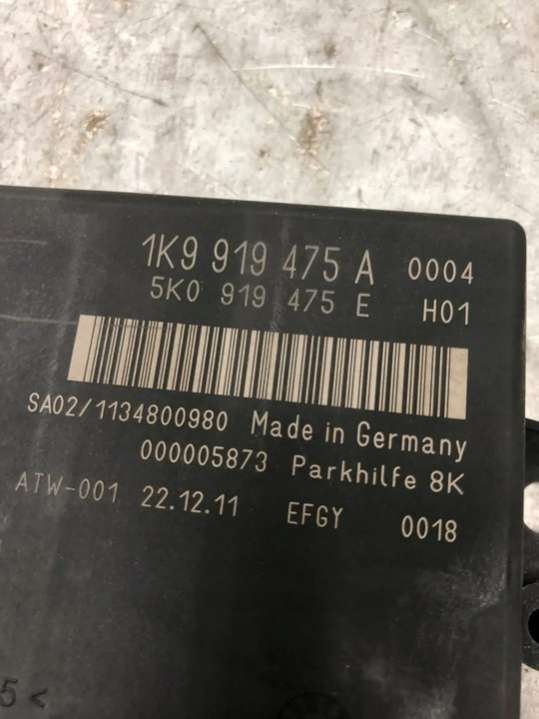 1K9 919 475 A 0004
5K0 919 475 E H01
SA02/1134800980 Made in Germany
000005873 Parkhilfe 8K
ATW-001 22.12.11 EFGY 0018
5<